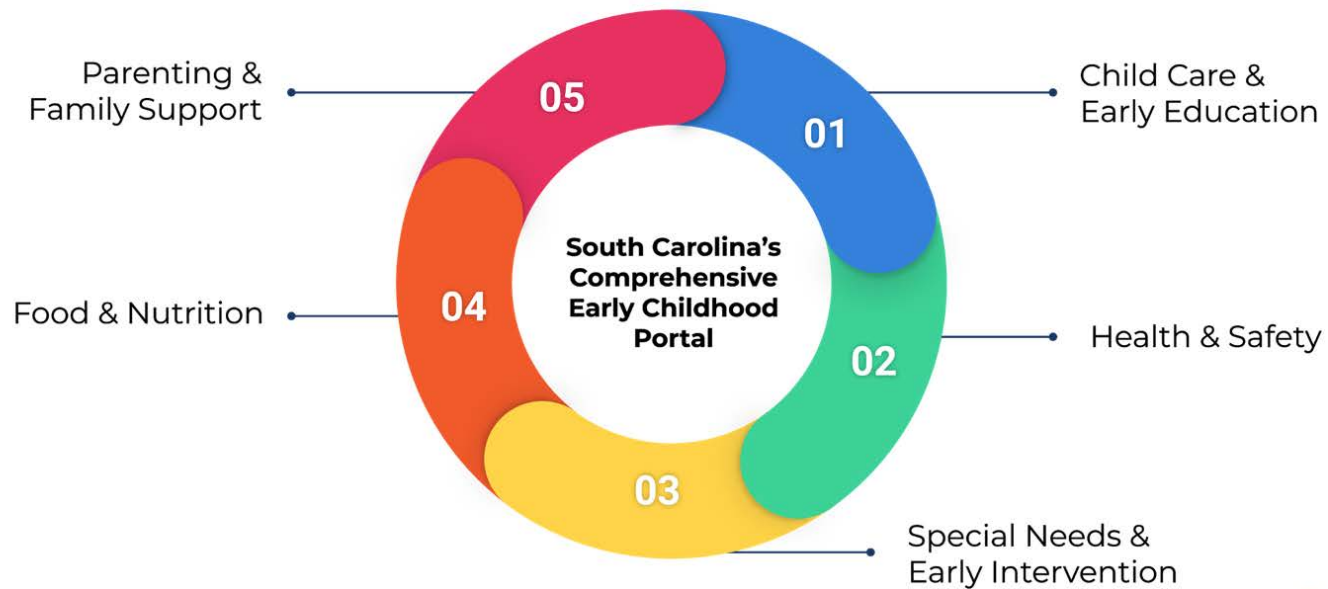 Parenting &
Family Support
05
Child Care &
Early Education
01
South Carolina's
Comprehensive
Early Childhood
Portal
Food & Nutrition
04
Health & Safety
02
03
Special Needs &
Early Intervention